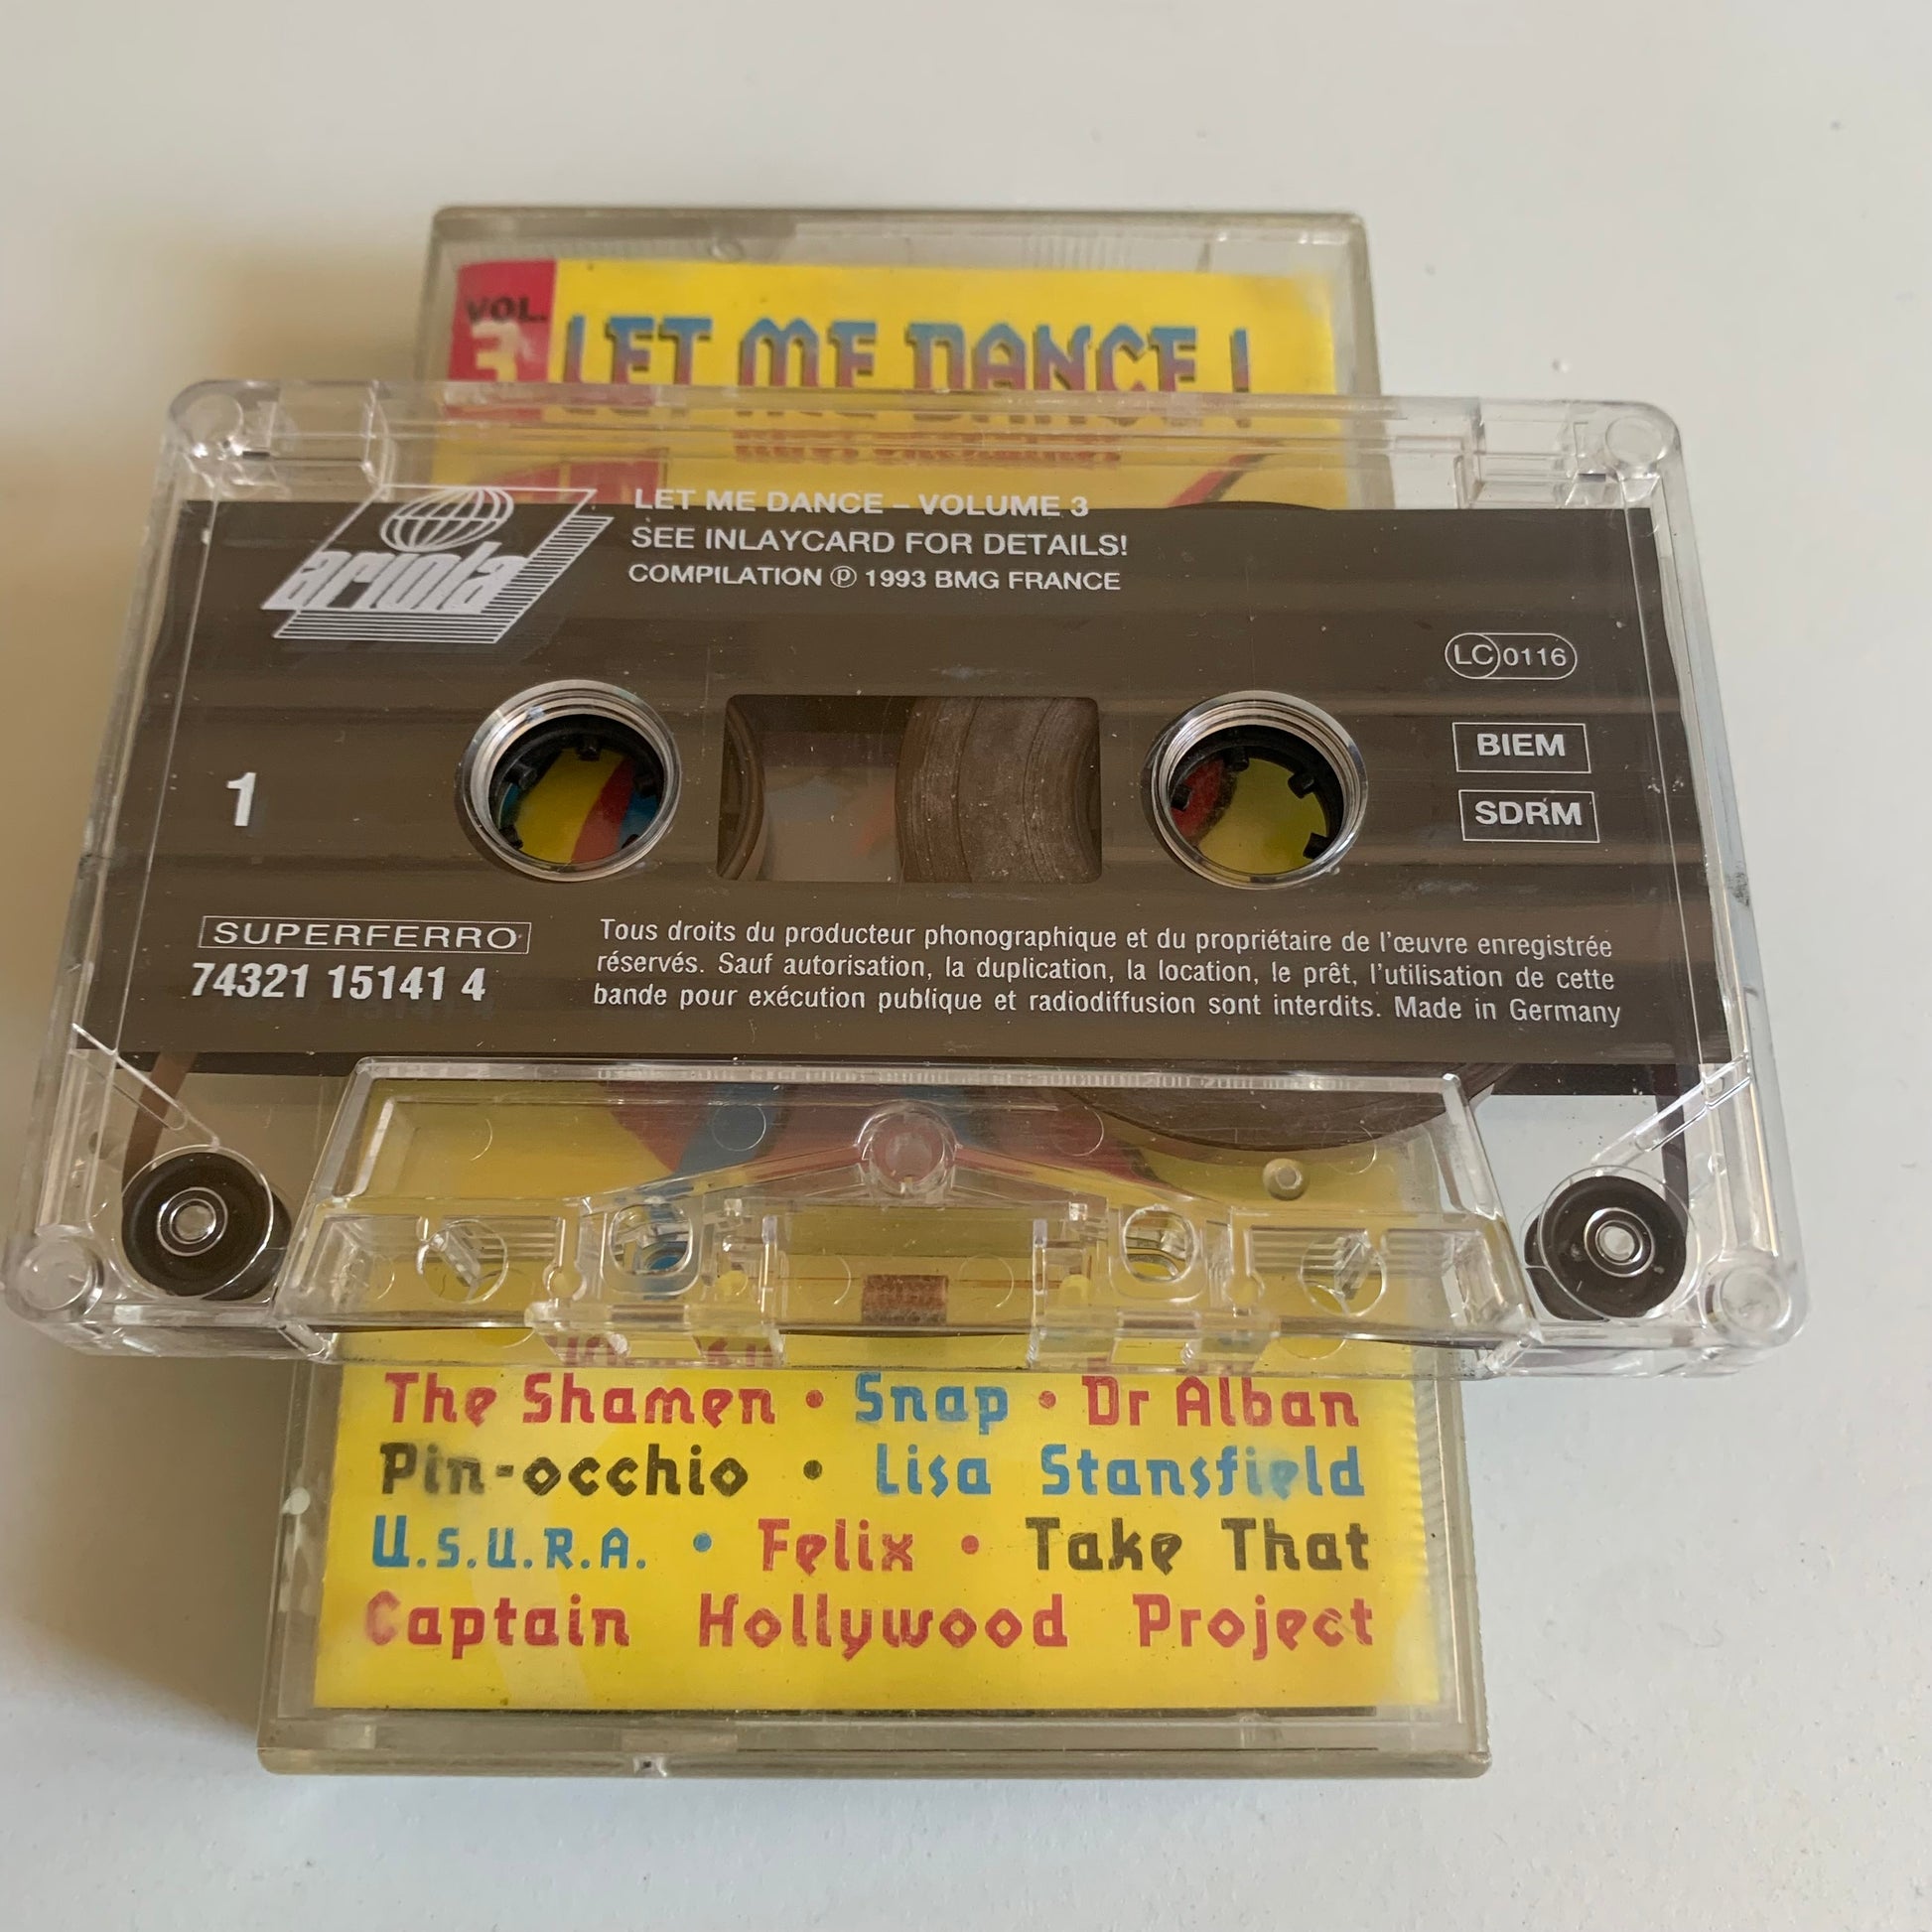 VOL.
3 LET ME DANCE !
ariola
LET ME DANCE – VOLUME 3
SEE INLAYCARD FOR DETAILS!
COMPILATION ℗ 1993 BMG FRANCE
LC 0116
BIEM
1
SDRM
SUPERFERRO
74321 15141 4
Tous droits du producteur phonographique et du propriétaire de l'œuvre enregistrée
réservés. Sauf autorisation, la duplication, la location, le prêt, l'utilisation de cette
bande pour exécution publique et radiodiffusion sont interdits. Made in Germany
The Shamen • Snap • Dr Alban
Pin-occhio • Lisa Stansfield
U.S.U.R.A. • Felix • Take That
Captain Hollywood Project